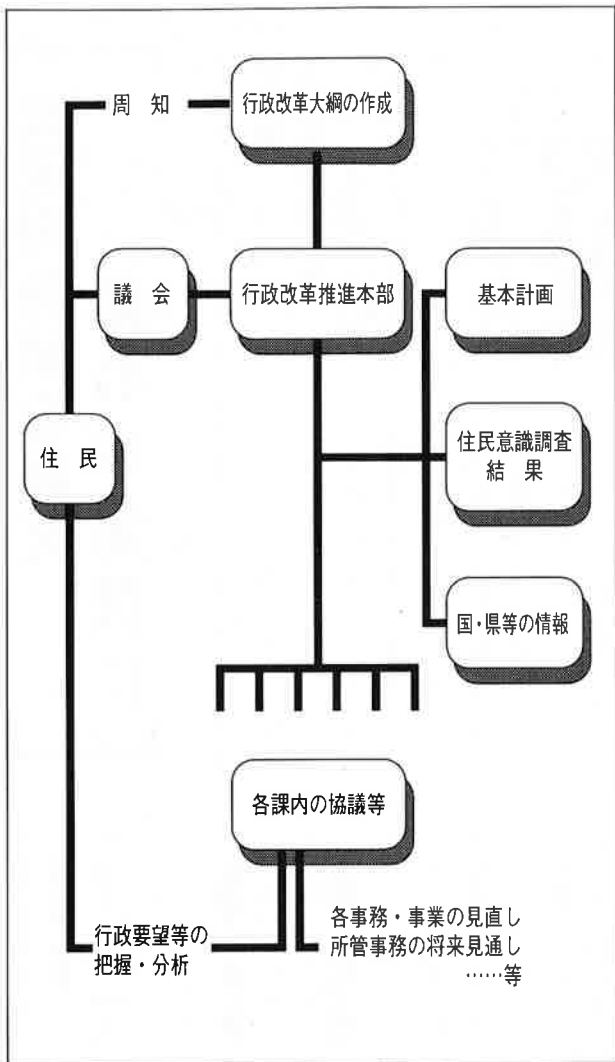 周　知
行政改革大綱の作成
議　会
行政改革推進本部
基本計画
住　民
住民意識調査
結　果
国・県等の情報
各課内の協議等
行政要望等の
把握・分析
各事務・事業の見直し
所管事務の将来見通し
……等